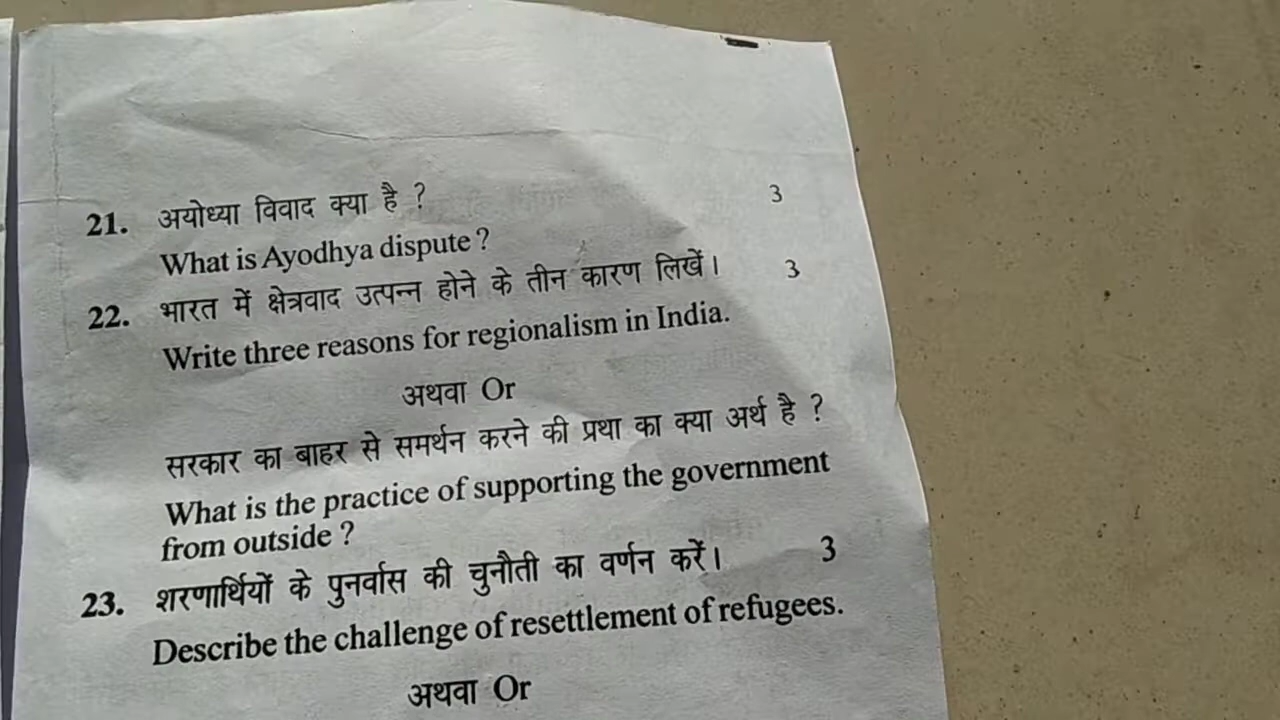 21. अयोध्या विवाद क्या है ? 3
What is Ayodhya dispute ?
22. भारत में क्षेत्रवाद उत्पन्न होने के तीन कारण लिखें। 3
Write three reasons for regionalism in India.
अथवा Or
सरकार का बाहर से समर्थन करने की प्रथा का क्या अर्थ है ?
What is the practice of supporting the government
from outside ?
23. शरणार्थियों के पुनर्वास की चुनौती का वर्णन करें। 3
Describe the challenge of resettlement of refugees.
अथवा Or